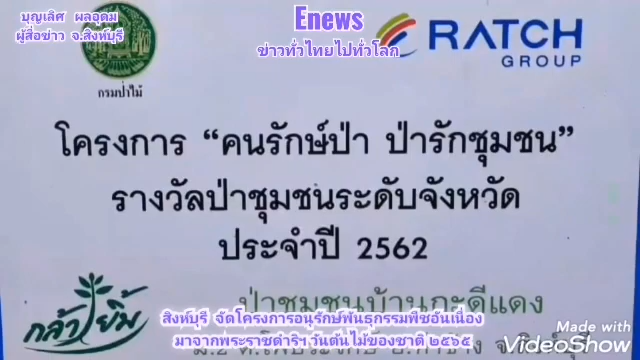 บุญเลิศ ผลอุดม
ผู้สื่อข่าว จ.สิงห์บุรี
Enews
ข่าวทั่วไทยไปทั่วโลก
กรมป่าไม้
RATCH
GROUP
โครงการ “คนรักษ์ป่า ป่ารักชุมชน”
รางวัลป่าชุมชนระดับจังหวัด
ประจำปี 2562
กล้ายิ้ม
ป่าชุมชนบ้านกะดีแดง
สิงห์บุรี จัดโครงการอนุรักษ์พันธุกรรมพืชอันเนื่อง
มาจากพระราชดำริฯ วันต้นไม้ของชาติ ๒๕๖๕
Made with
VideoShow